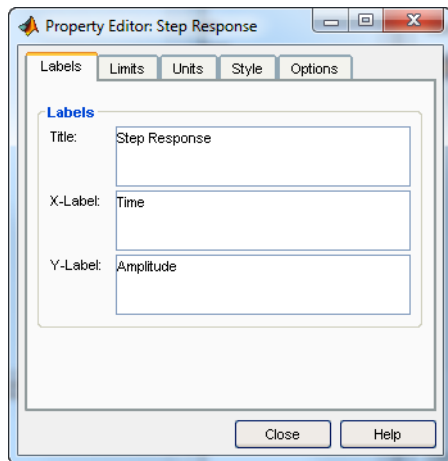 Property Editor: Step Response
Labels Limits Units Style Options
Labels
Title: Step Response
X-Label: Time
Y-Label: Amplitude
Close Help